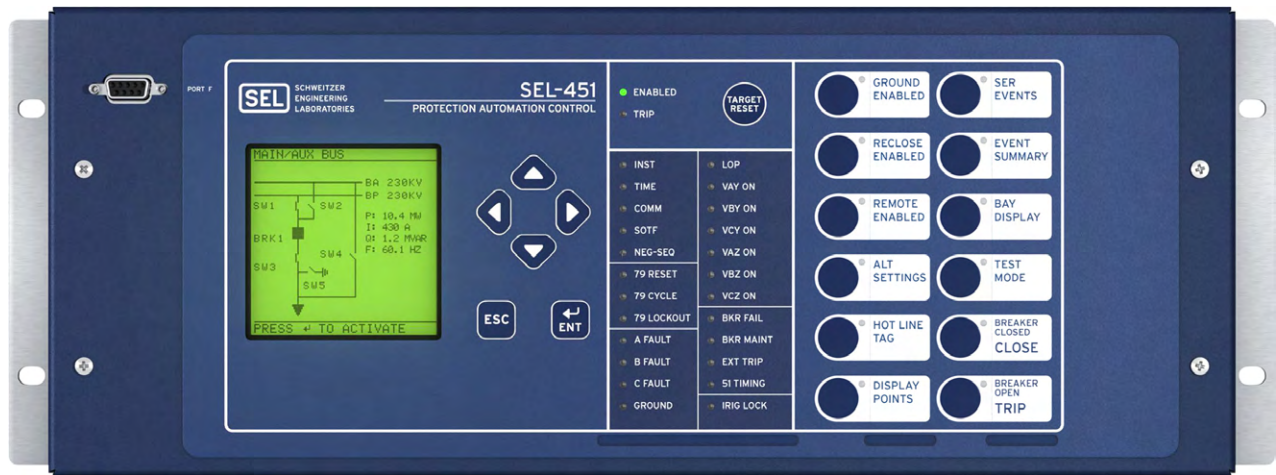 PORT F
SEL
SCHWEITZER
ENGINEERING
LABORATORIES
SEL-451
PROTECTION AUTOMATION CONTROL
MAIN/AUX BUS
BA 230KV
BP 230KV
SW1
SW2
P: 10.4 MW
I: 430 A
Q: 1.2 MVAR
F: 60.1 HZ
BRK1
SW4
SW3
SW5
PRESS ↵ TO ACTIVATE
ESC
ENT
ENABLED
TRIP
TARGET
RESET
INST
TIME
COMM
SOTF
NEG-SEQ
79 RESET
79 CYCLE
79 LOCKOUT
A FAULT
B FAULT
C FAULT
GROUND
LOP
VAY ON
VBY ON
VCY ON
VAZ ON
VBZ ON
VCZ ON
BKR FAIL
BKR MAINT
EXT TRIP
51 TIMING
IRIG LOCK
GROUND
ENABLED
SER
EVENTS
RECLOSE
ENABLED
EVENT
SUMMARY
REMOTE
ENABLED
BAY
DISPLAY
ALT
SETTINGS
TEST
MODE
HOT LINE
TAG
BREAKER
CLOSED
CLOSE
DISPLAY
POINTS
BREAKER
OPEN
TRIP